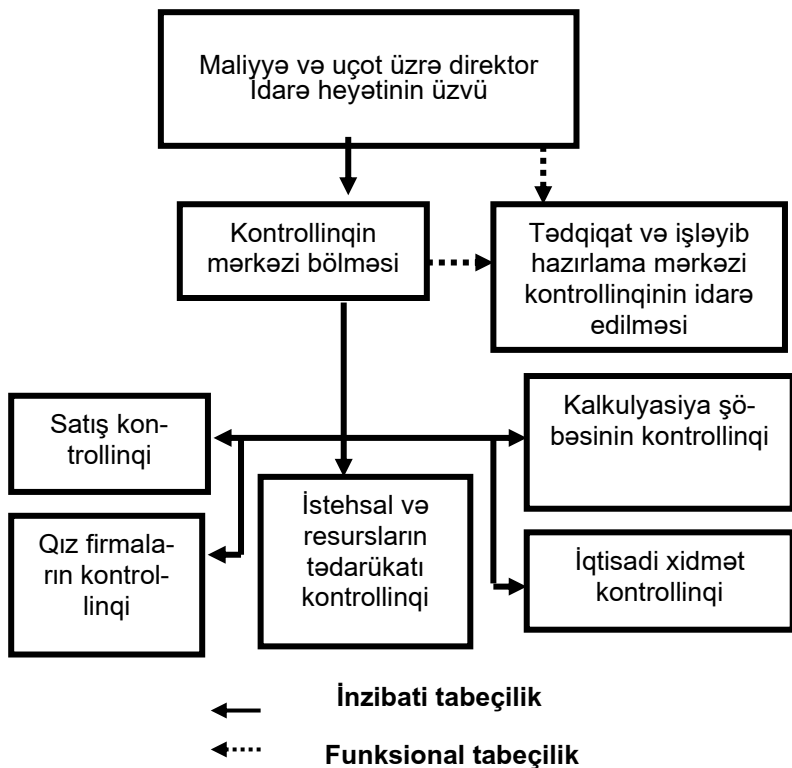 Maliyyə və uçot üzrə direktor
İdarə heyətinin üzvü
Kontrollinqin
mərkəzi bölməsi
Tədqiqat və işləyib
hazırlama mərkəzi
kontrollinqinin idarə
edilməsi
Satış kon-
trollinqi
Kalkulyasiya şö-
bəsinin kontrollinqi
Qız firmala-
rın kontrol-
linqi
İstehsal və
resursların
tədarükatı
kontrollinqi
İqtisadi xidmət
kontrollinqi
İnzibati tabeçilik
Funksional tabeçilik